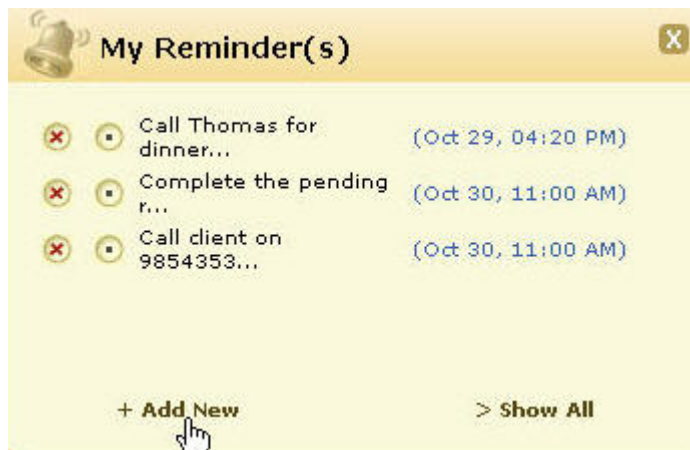 My Reminder(s)
X
Call Thomas for
dinner...
(Oct 29, 04:20 PM)
Complete the pending
r...
(Oct 30, 11:00 AM)
Call client on
9854353...
(Oct 30, 11:00 AM)
+ Add New
> Show All